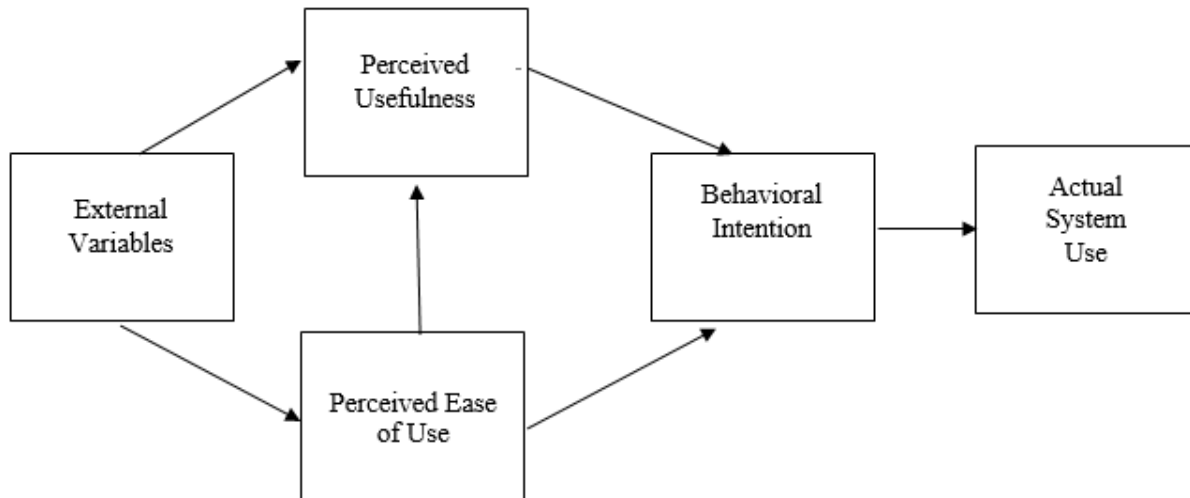 Perceived
Usefulness
External
Variables
Behavioral
Intention
Actual
System
Use
Perceived Ease
of Use